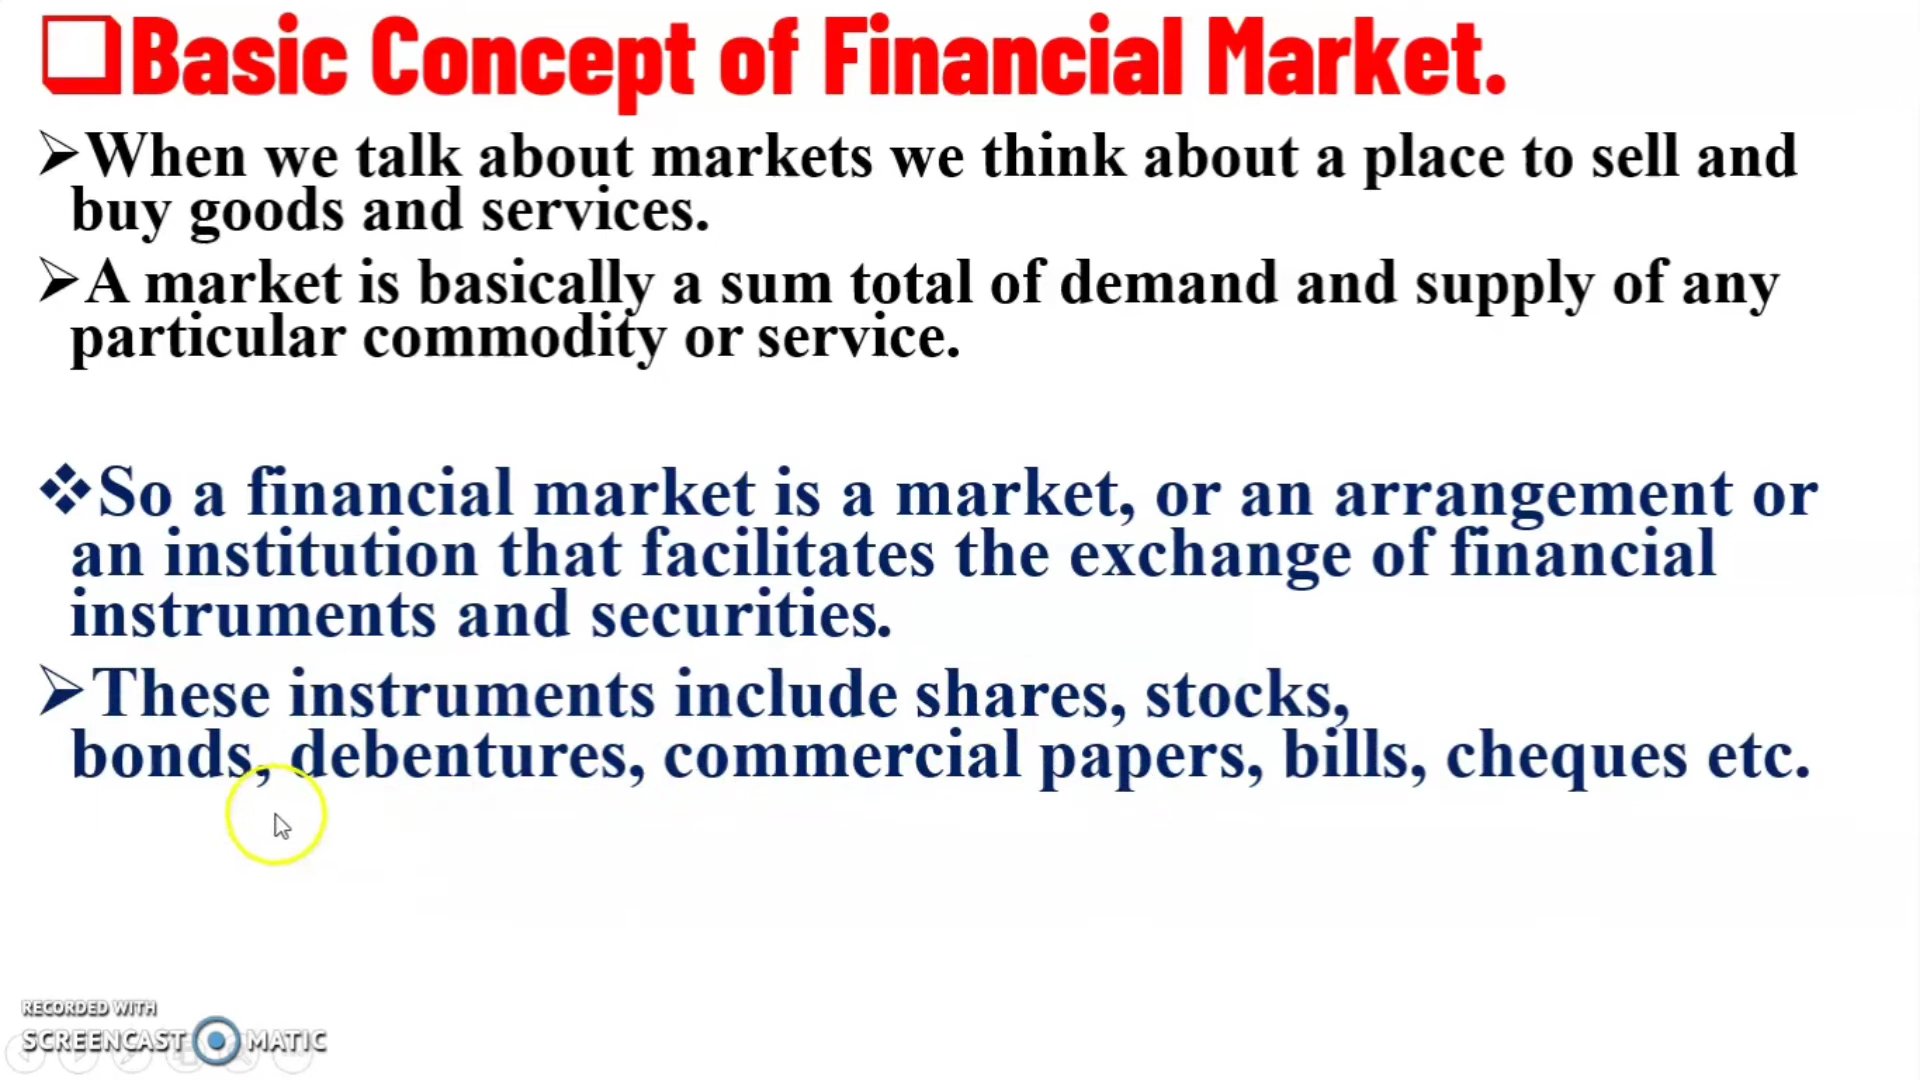 Basic Concept of Financial Market.
When we talk about markets we think about a place to sell and
buy goods and services.
A market is basically a sum total of demand and supply of any
particular commodity or service.
So a financial market is a market, or an arrangement or
an institution that facilitates the exchange of financial
instruments and securities.
These instruments include shares, stocks,
bonds, debentures, commercial papers, bills, cheques etc.
RECORDED WITH
SCREENCAST MATIC